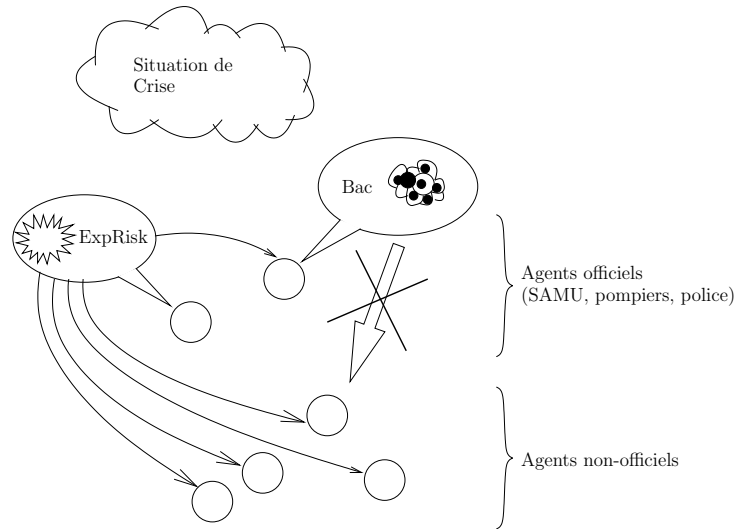 Situation de
Crise
Bac
ExpRisk
Agents officiels
(SAMU, pompiers, police)
Agents non-officiels